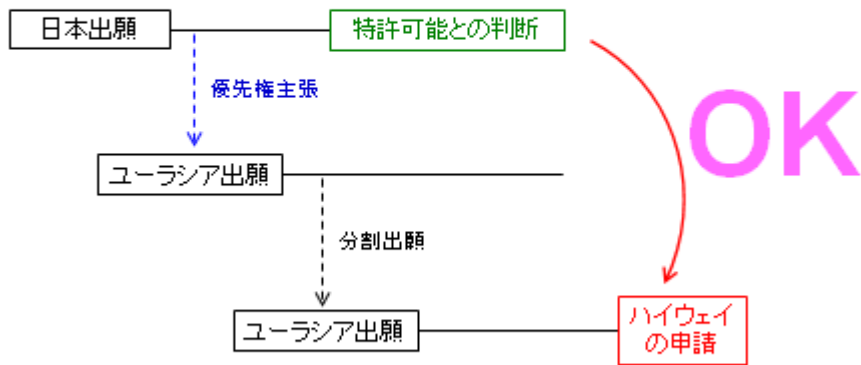 日本出願
特許可能との判断
優先権主張
OK
ユーラシア出願
分割出願
ユーラシア出願
ハイウェイ
の申請